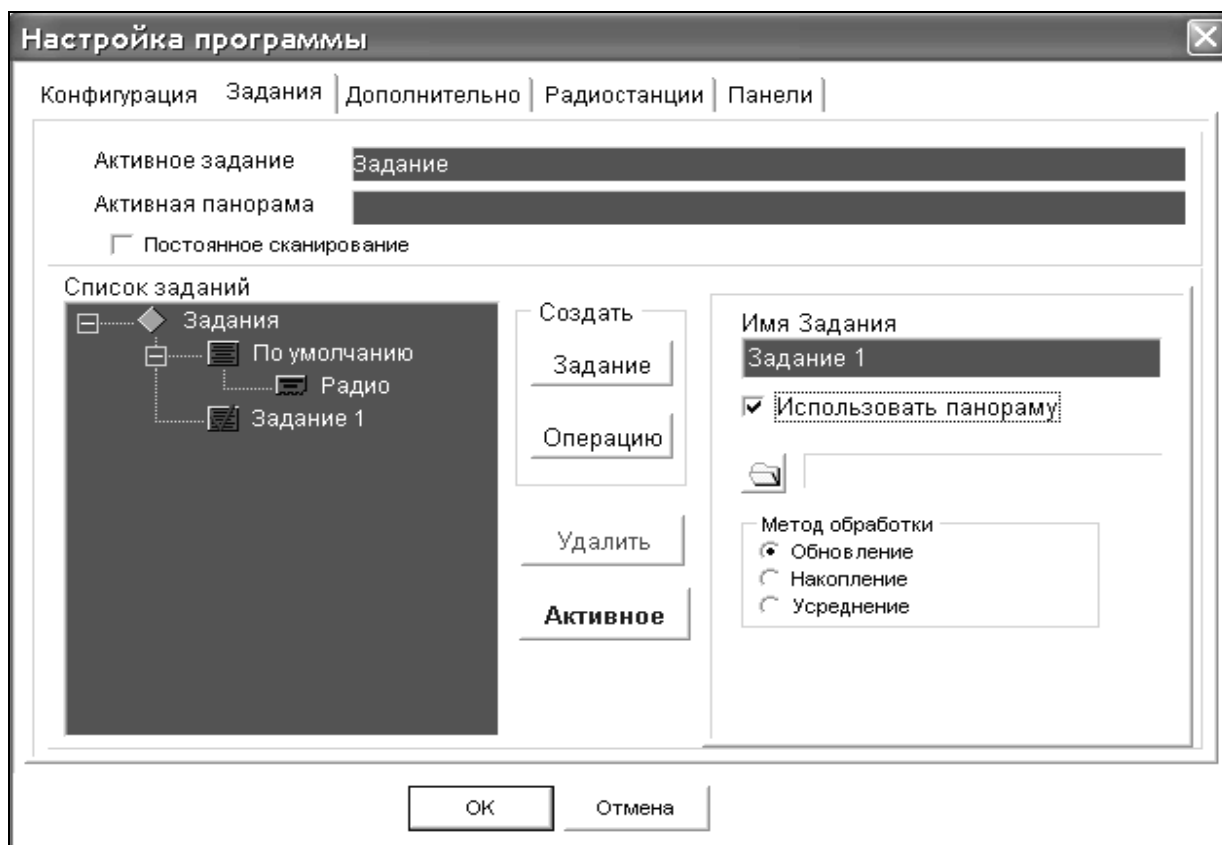 Настройка программы
Конфигурация Задания Дополнительно Радиостанции Панели
Активное задание Задание
Активная панорама
Постоянное сканирование
Список заданий
Задания
По умолчанию
Радио
Задание 1
Создать
Задание
Операцию
Удалить
Активное
Имя Задания
Задание 1
Использовать панораму
Метод обработки
Обновление
Накопление
Усреднение
OK Отмена